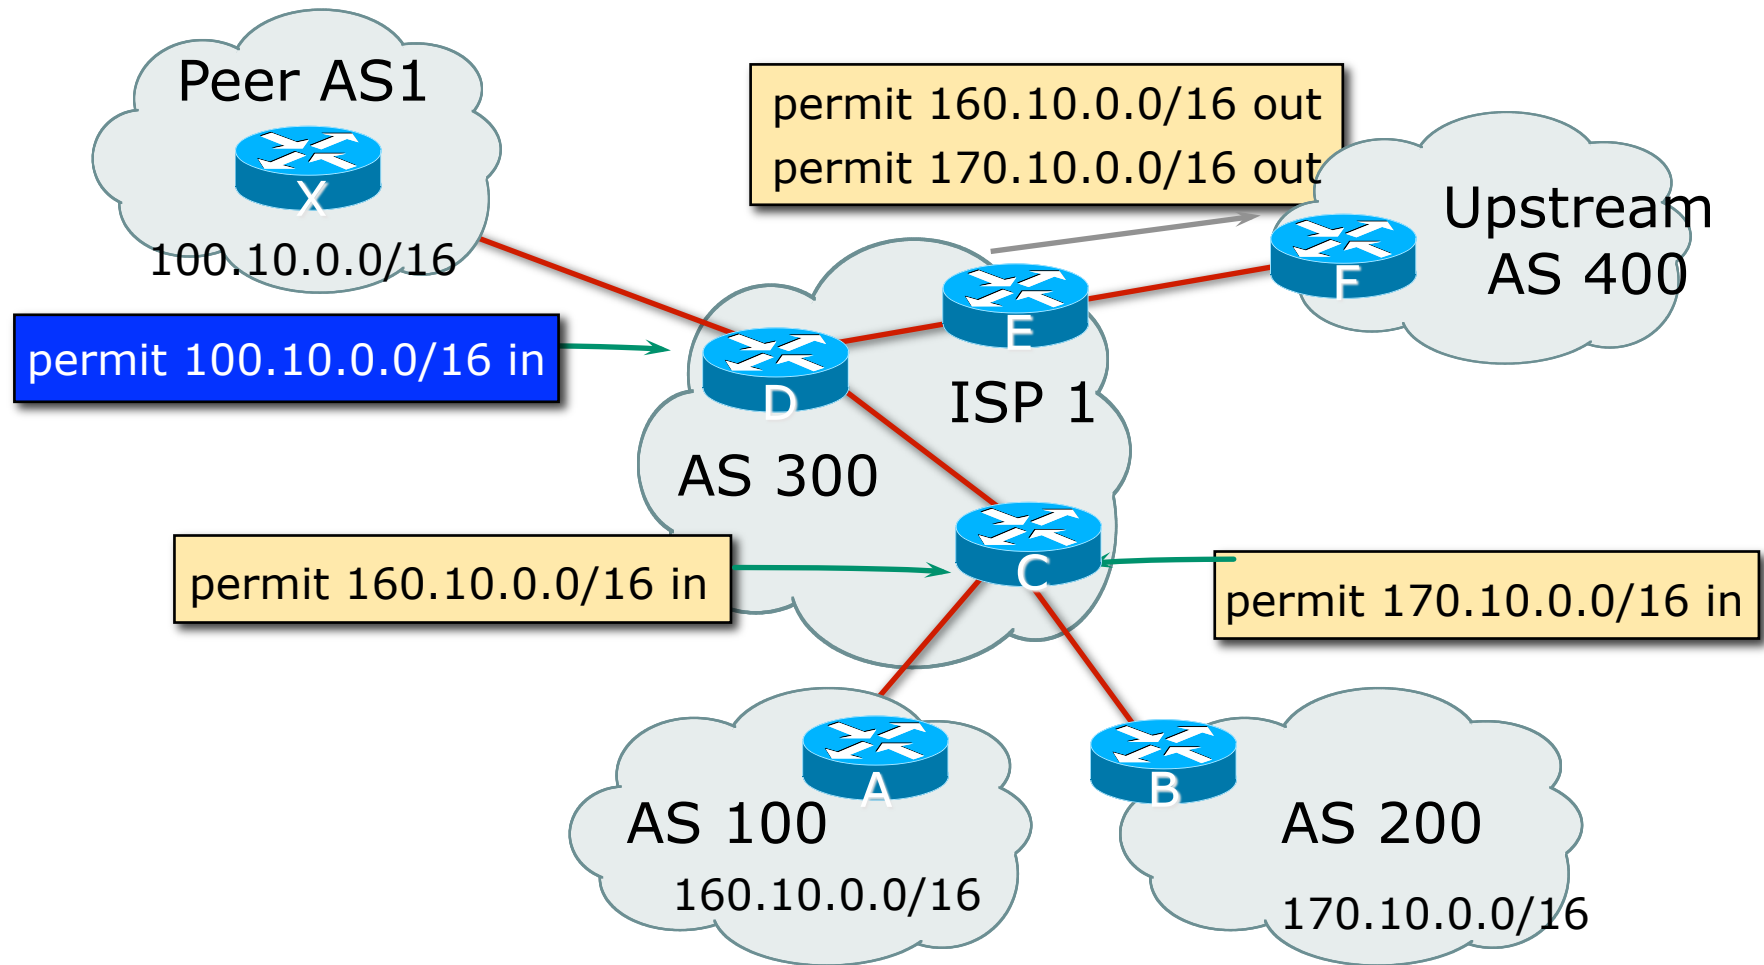 Peer AS1
X
100.10.0.0/16
permit 160.10.0.0/16 out
permit 170.10.0.0/16 out
Upstream
AS 400
F
E
permit 100.10.0.0/16 in
D
ISP 1
AS 300
permit 160.10.0.0/16 in
C
permit 170.10.0.0/16 in
A
AS 100
160.10.0.0/16
B
AS 200
170.10.0.0/16